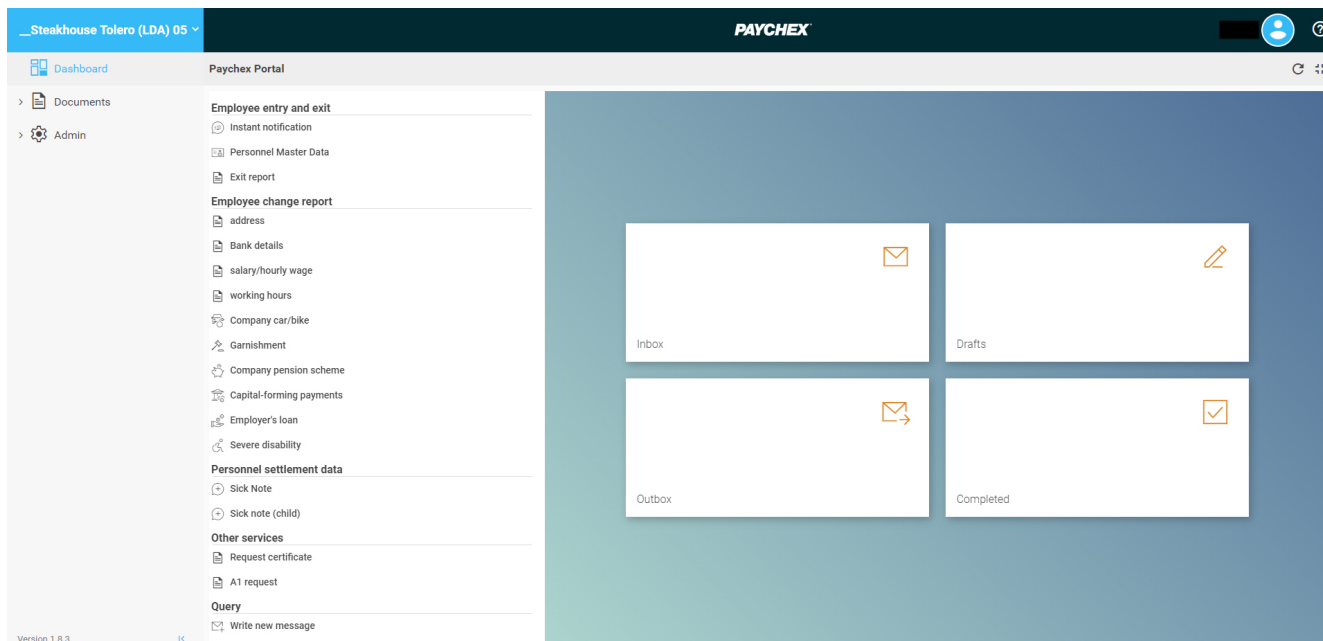 __Steakhouse Tolero (LDA) 05
PAYCHEX
Dashboard
Documents
Admin
Version 1.8.3
Paychex Portal
Employee entry and exit
Instant notification
Personnel Master Data
Exit report
Employee change report
address
Bank details
salary/hourly wage
working hours
Company car/bike
Garnishment
Company pension scheme
Capital-forming payments
Employer's loan
Severe disability
Personnel settlement data
Sick Note
Sick note (child)
Other services
Request certificate
A1 request
Query
Write new message
Inbox
Drafts
Outbox
Completed